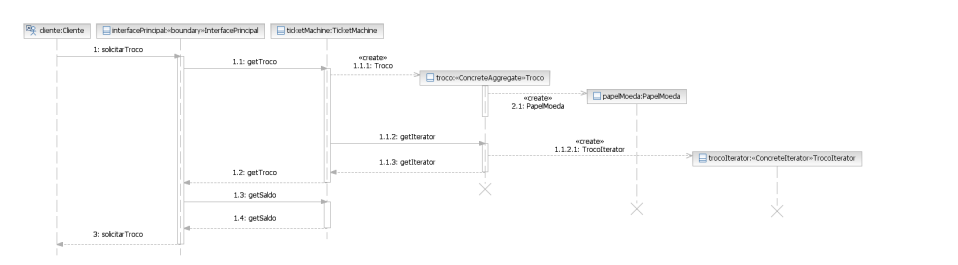 cliente:Cliente
interfacePrincipal:«boundary»InterfacePrincipal
ticketMachine:TicketMachine
1: solicitarTroco
1.1: getTroco
«create»
1.1.1: Troco
troco:«ConcreteAggregate»Troco
«create»
2.1: PapelMoeda
papelMoeda:PapelMoeda
1.1.2: getIterator
«create»
1.1.2.1: TrocoIterator
trocoIterator:«ConcreteIterator»TrocoIterator
1.1.3: getIterator
1.2: getTroco
1.3: getSaldo
1.4: getSaldo
3: solicitarTroco